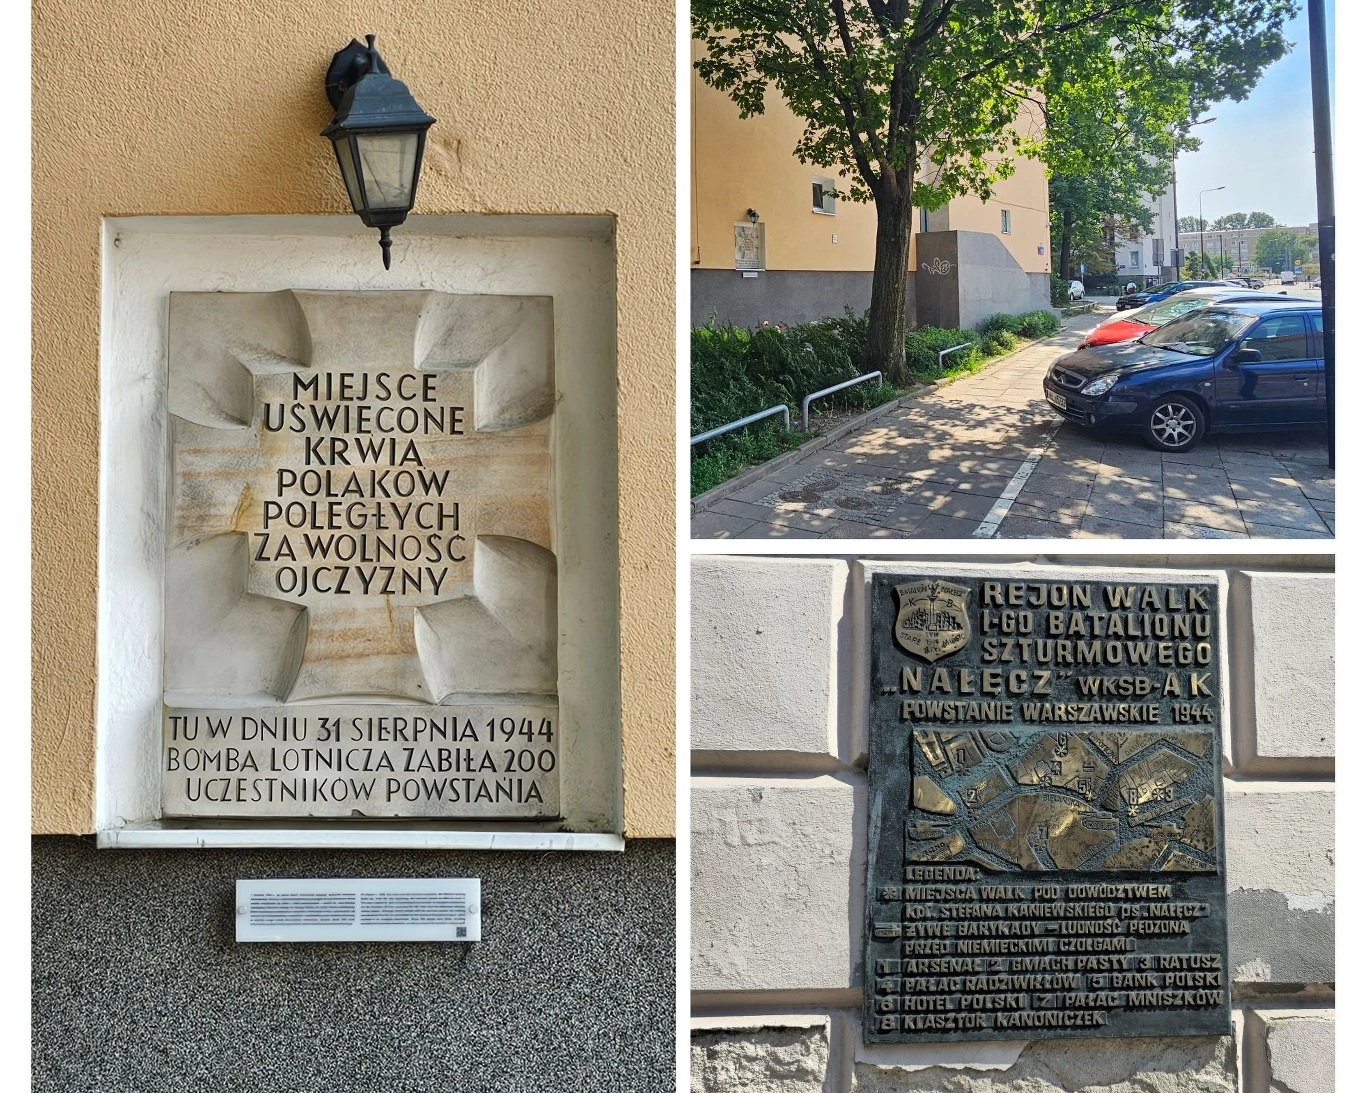 MIEJSCE
UŚWIĘCONE
KRWIĄ
POLAKÓW
POLEGŁYCH
ZA WOLNOŚĆ
OJCZYZNY
TU W DNIU 31 SIERPNIA 1944
BOMBA LOTNICZA ZABIŁA 200
UCZESTNIKÓW POWSTANIA
REJON WALK
I-GO BATALIONU
SZTURMOWEGO
„NAŁĘCZ” WKSB-AK
POWSTANIE WARSZAWSKIE 1944
LEGENDA:
MIEJSCA WALK POD DOWÓDZTWEM
KPT. STEFANA KANIEWSKIEGO PS. „NAŁĘCZ”
ŻYWE BARYKADY – LUDNOŚĆ PĘDZONA
PRZED NIEMIECKIMI CZOŁGAMI
1 ARSENAŁ 2 GMACH PASTY 3 RATUSZ
4 PAŁAC RADZIWIŁŁÓW 5 BANK POLSKI
6 HOTEL POLSKI 7 PAŁAC MNISZKÓW
8 KLASZTOR KANONICZEK